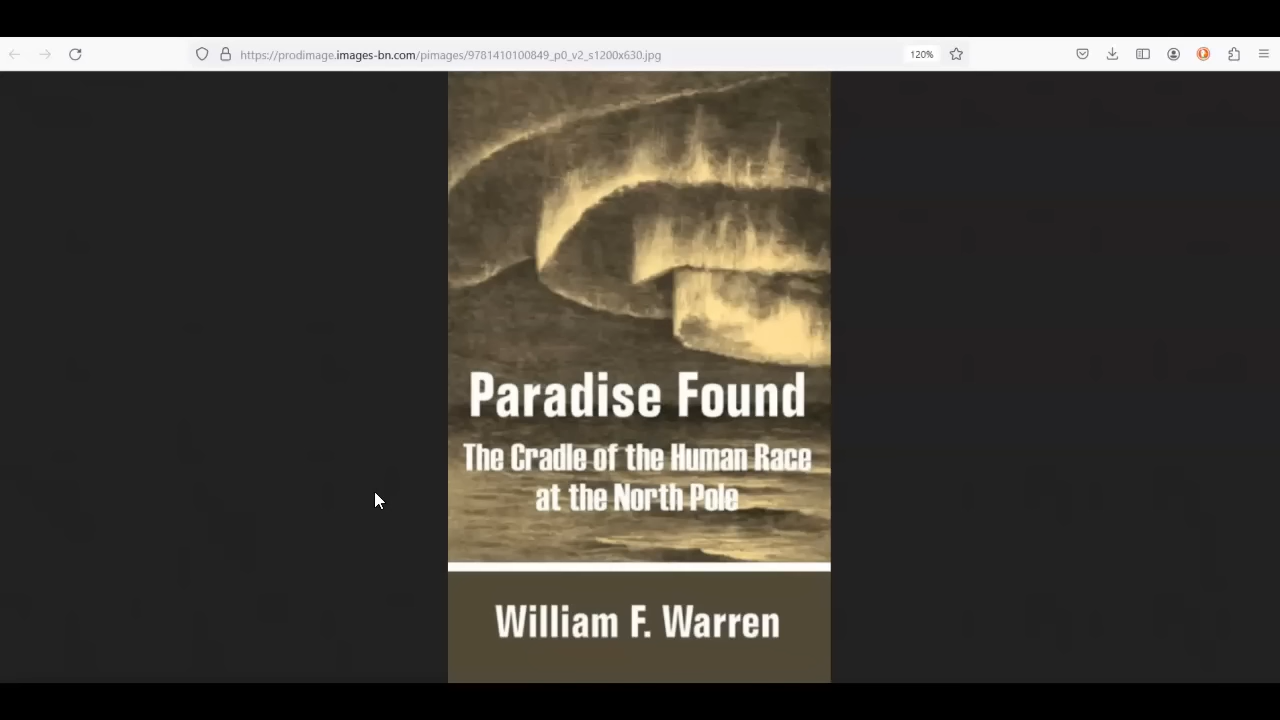 https://prodimage.images-bn.com/pimages/9781410100849_p0_v2_s1200x630.jpg
120%
Paradise Found
The Cradle of the Human Race
at the North Pole
William F. Warren